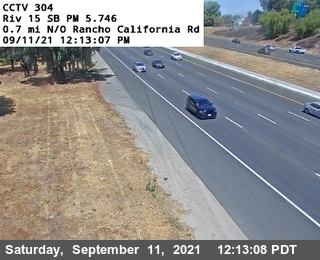 CCTV 304
Riv 15 SB PM 5.746
0.7 mi N/O Rancho California Rd
09/11/21 12:13:07 PM
Saturday, September 11, 2021 12:13:08 PDT